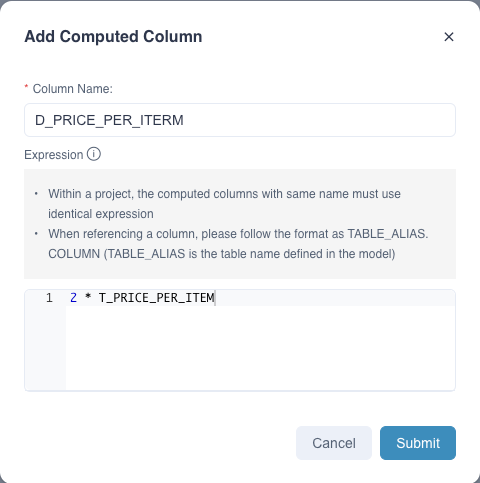 Add Computed Column
* Column Name:
D_PRICE_PER_ITERM
Expression
• Within a project, the computed columns with same name must use
identical expression
• When referencing a column, please follow the format as TABLE_ALIAS.
COLUMN (TABLE_ALIAS is the table name defined in the model)
1 2 * T_PRICE_PER_ITEM
Cancel Submit